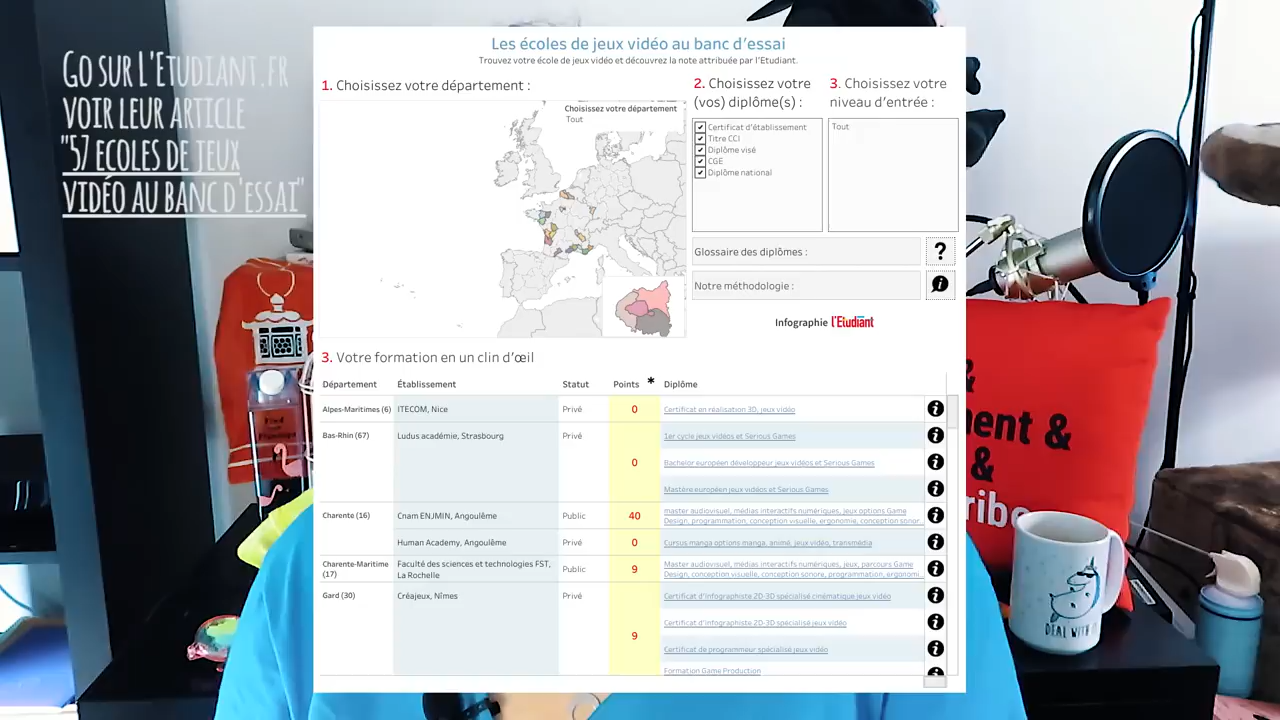 GO SUR L'ETUDIANT.FR
VOIR LEUR ARTICLE
"57 ECOLES DE JEUX
VIDÉO AU BANC D'ESSAI"
Les écoles de jeux vidéo au banc d'essai
Trouvez votre école de jeux vidéo et découvrez la note attribuée par l'Etudiant.
1. Choisissez votre département :
Choisissez votre département
Tout
2. Choisissez votre
(vos) diplôme(s) :
Certificat d'établissement
Titre CCI
Diplôme visé
CGE
Diplôme national
3. Choisissez votre
niveau d'entrée :
Tout
Glossaire des diplômes :
?
Notre méthodologie :
Infographie l'Etudiant
3. Votre formation en un clin d'œil
Département Établissement Statut Points * Diplôme
Alpes-Maritimes (6) ITECOM, Nice Privé 0 Certificat en réalisation 3D, jeux vidéo
Bas-Rhin (67) Ludus académie, Strasbourg Privé 1er cycle jeux vidéos et Serious Games
0 Bachelor européen développeur jeux vidéos et Serious Games
Mastère européen jeux vidéos et Serious Games
Charente (16) Cnam ENJMIN, Angoulême Public 40 master audiovisuel, médias interactifs numériques, jeux options Game
Design, programmation, conception visuelle, ergonomie, conception sonor...
Human Academy, Angoulême Privé 0 Cursus manga options manga, animé, jeux vidéo, transmédia
Charente-Maritime
(17) Faculté des sciences et technologies FST,
La Rochelle Public 9 Master audiovisuel, médias interactifs numériques, jeux, parcours Game
Design, conception visuelle, conception sonore, programmation, ergonomi...
Gard (30) Créajeux, Nîmes Privé Certificat d'infographiste 2D-3D spécialisé cinématique jeux vidéo
Certificat d'infographiste 2D-3D spécialisé jeux vidéo
9 Certificat de programmeur spécialisé jeux vidéo
Formation Game Production
&
ment &
&
ribo
DEAL WITH